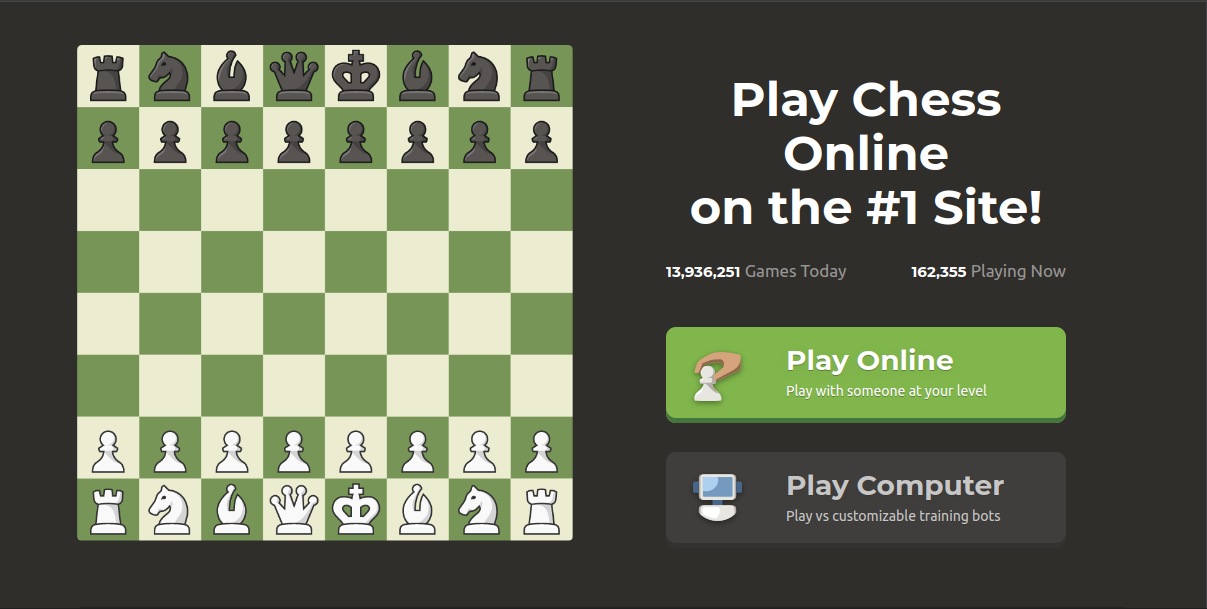 Play Chess
Online
on the #1 Site!
13,936,251 Games Today
162,355 Playing Now
Play Online
Play with someone at your level
Play Computer
Play vs customizable training bots